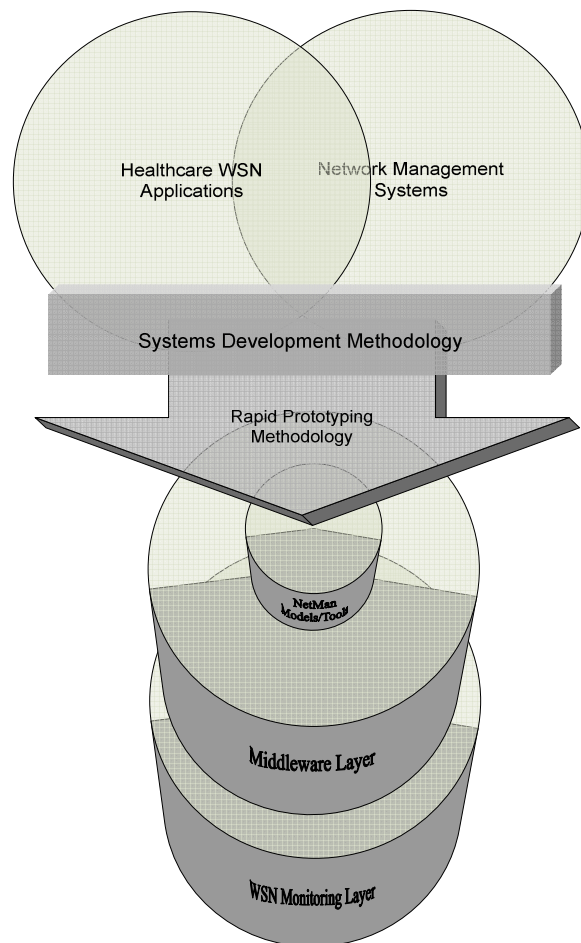 Healthcare WSN
Applications
Network Management
Systems
Systems Development Methodology
Rapid Prototyping
Methodology
NetMan
Models/Tools
Middleware Layer
WSN Monitoring Layer